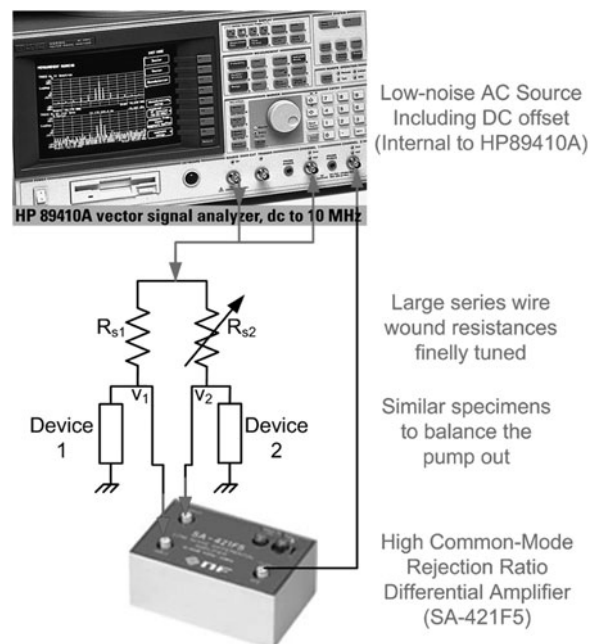 Low-noise AC Source
Including DC offset
(Internal to HP89410A)
HP 89410A vector signal analyzer, dc to 10 MHz
Rs1
Rs2
Large series wire
wound resistances
finelly tuned
V1
V2
Device
1
Device
2
Similar specimens
to balance the
pump out
SA-421F5
High Common-Mode
Rejection Ratio
Differential Amplifier
(SA-421F5)